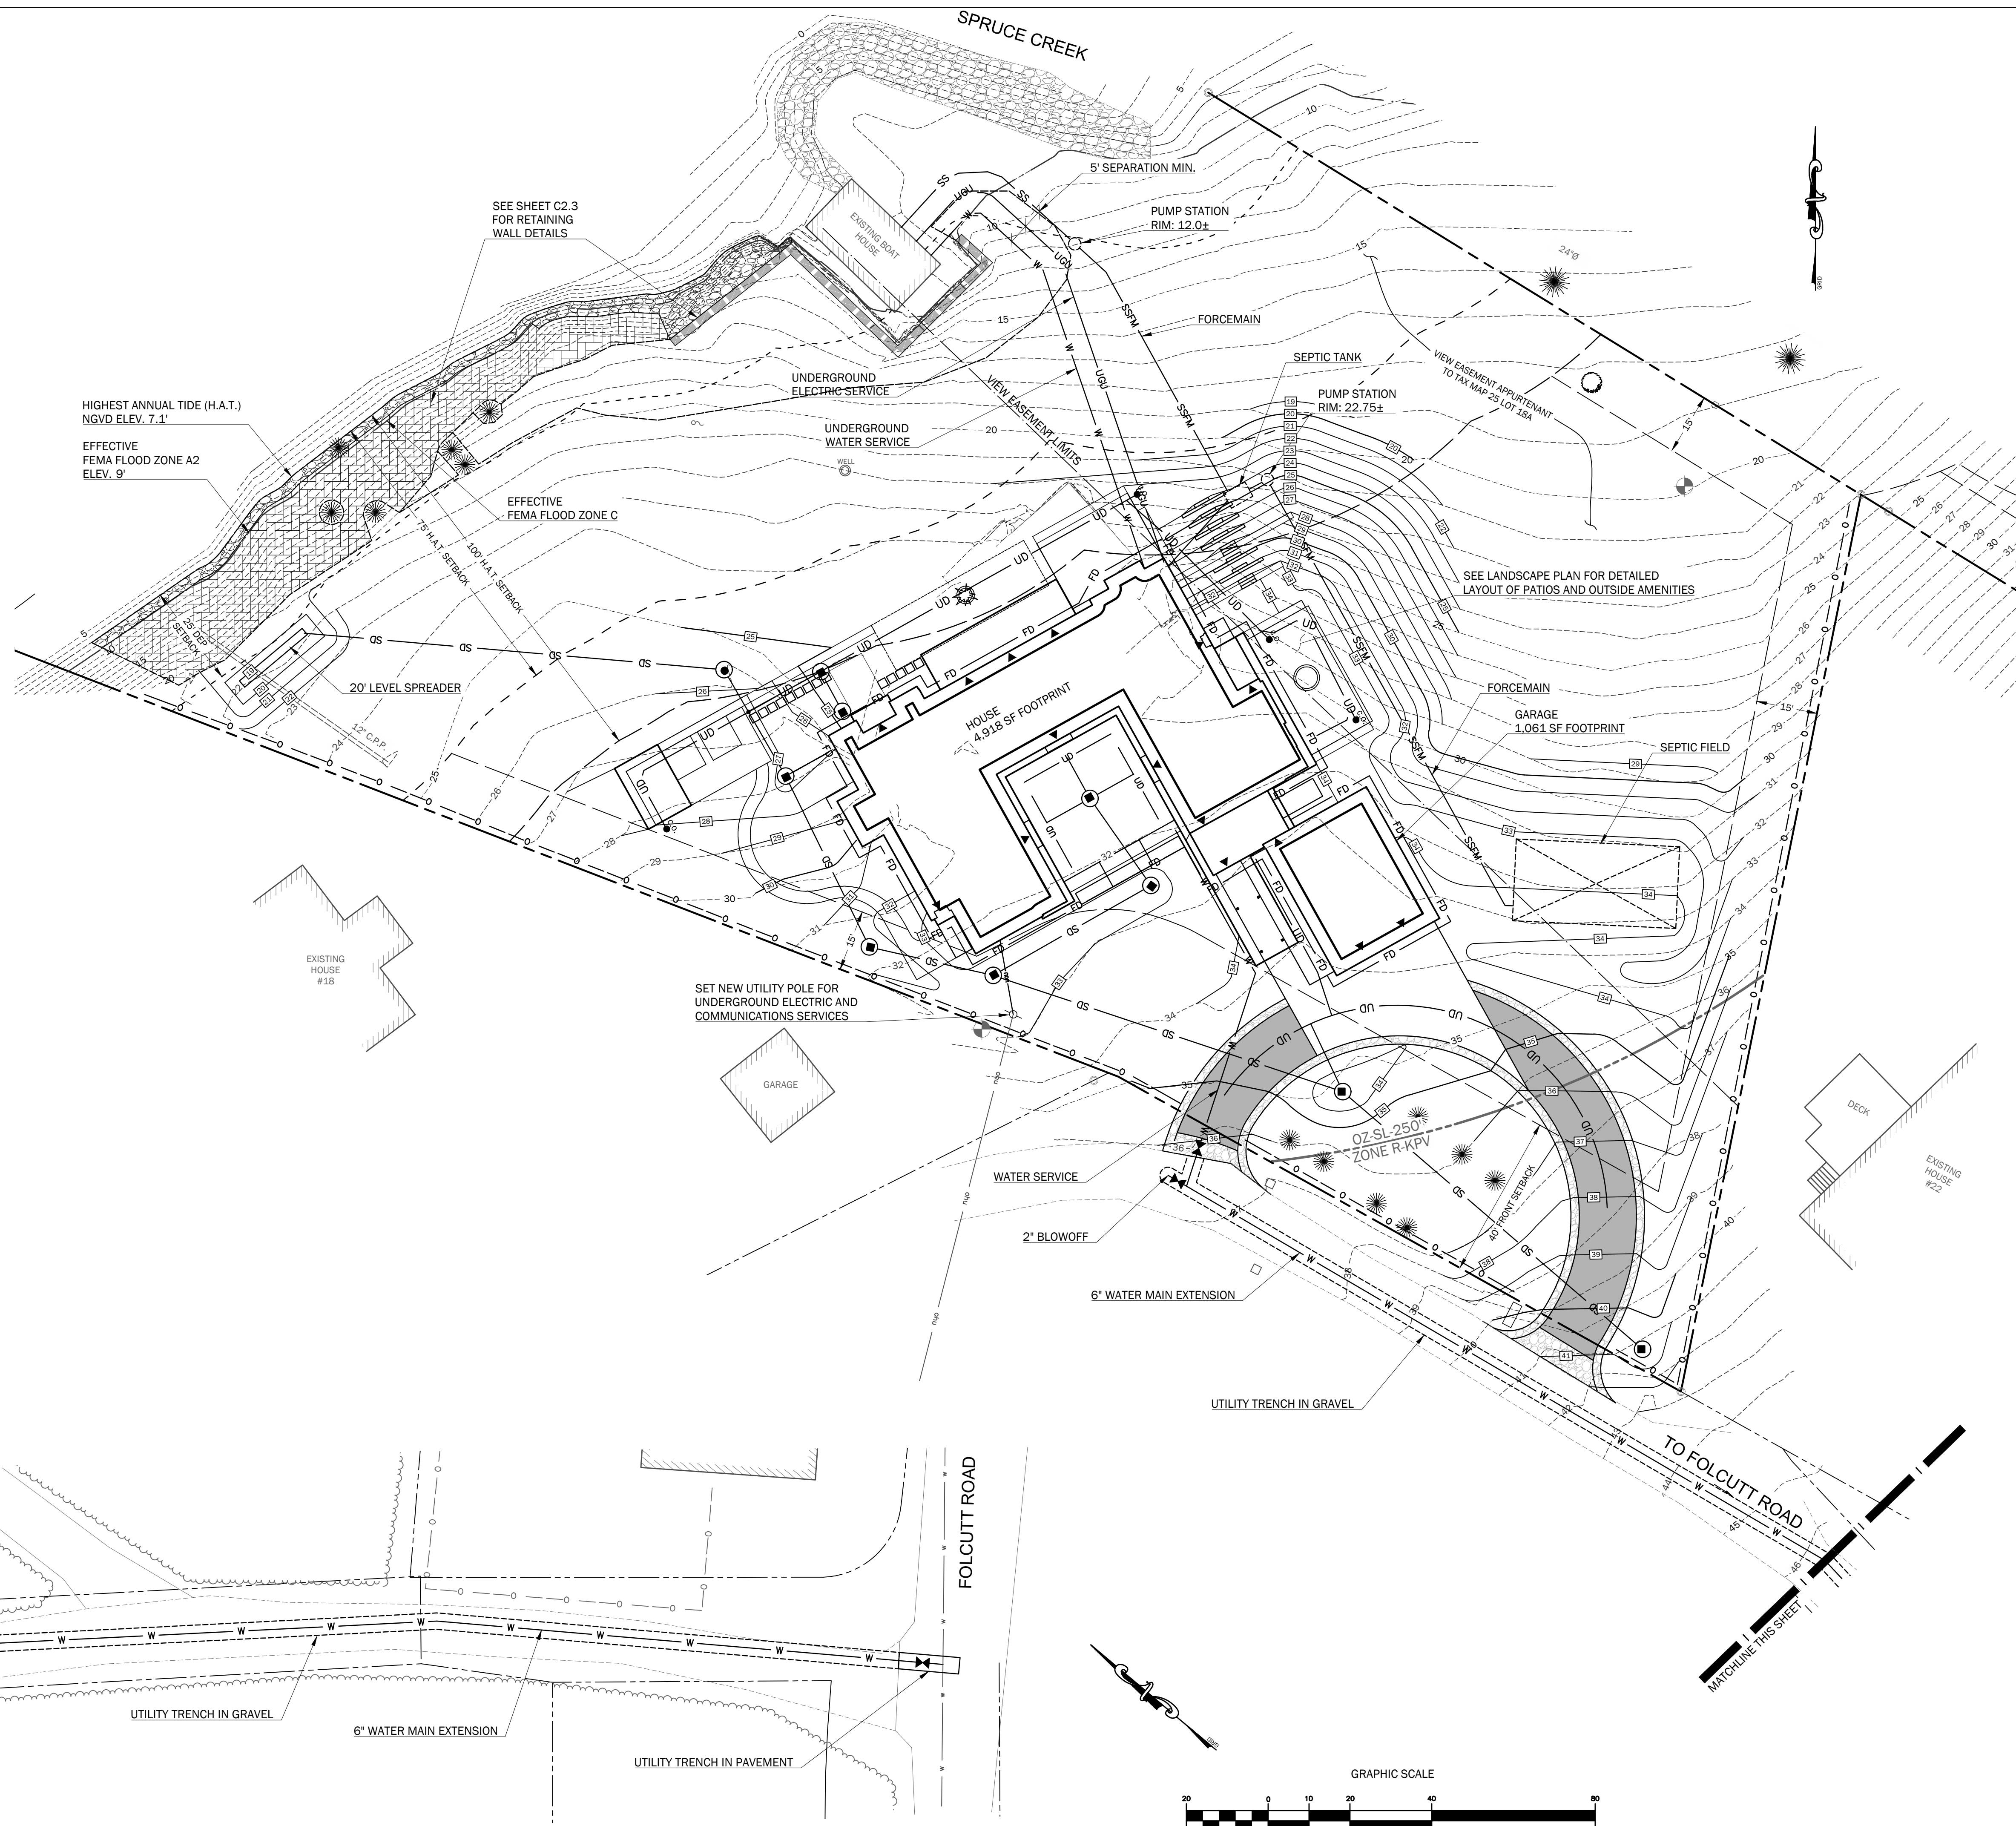 SPRUCE CREEK
5' SEPARATION MIN.
PUMP STATION
RIM: 12.0±
SEE SHEET C2.3
FOR RETAINING
WALL DETAILS
EXISTING BOAT
HOUSE
24"Ø
FORCEMAIN
SEPTIC TANK
PUMP STATION
RIM: 22.75±
VIEW EASEMENT APPURTENANT
TO TAX MAP 25 LOT 18A
UNDERGROUND
ELECTRIC SERVICE
VIEW EASEMENT LIMITS
UNDERGROUND
WATER SERVICE
WELL
HIGHEST ANNUAL TIDE (H.A.T.)
NGVD ELEV. 7.1'
EFFECTIVE
FEMA FLOOD ZONE A2
ELEV. 9'
EFFECTIVE
FEMA FLOOD ZONE C
75' H.A.T. SETBACK
100' H.A.T. SETBACK
25' DEP
SETBACK
20' LEVEL SPREADER
12" C.P.P.
SEE LANDSCAPE PLAN FOR DETAILED
LAYOUT OF PATIOS AND OUTSIDE AMENITIES
HOUSE
4,918 SF FOOTPRINT
FORCEMAIN
GARAGE
1,061 SF FOOTPRINT
SEPTIC FIELD
15'
15'
15'
EXISTING
HOUSE
#18
SET NEW UTILITY POLE FOR
UNDERGROUND ELECTRIC AND
COMMUNICATIONS SERVICES
GARAGE
OZ-SL-250'
ZONE R-KPV
40' FRONT SETBACK
DECK
EXISTING
HOUSE
#22
WATER SERVICE
2" BLOWOFF
6" WATER MAIN EXTENSION
UTILITY TRENCH IN GRAVEL
TO FOLCUTT ROAD
MATCHLINE THIS SHEET
FOLCUTT ROAD
UTILITY TRENCH IN GRAVEL
6" WATER MAIN EXTENSION
UTILITY TRENCH IN PAVEMENT
GRAPHIC SCALE
20 0 10 20 40 80